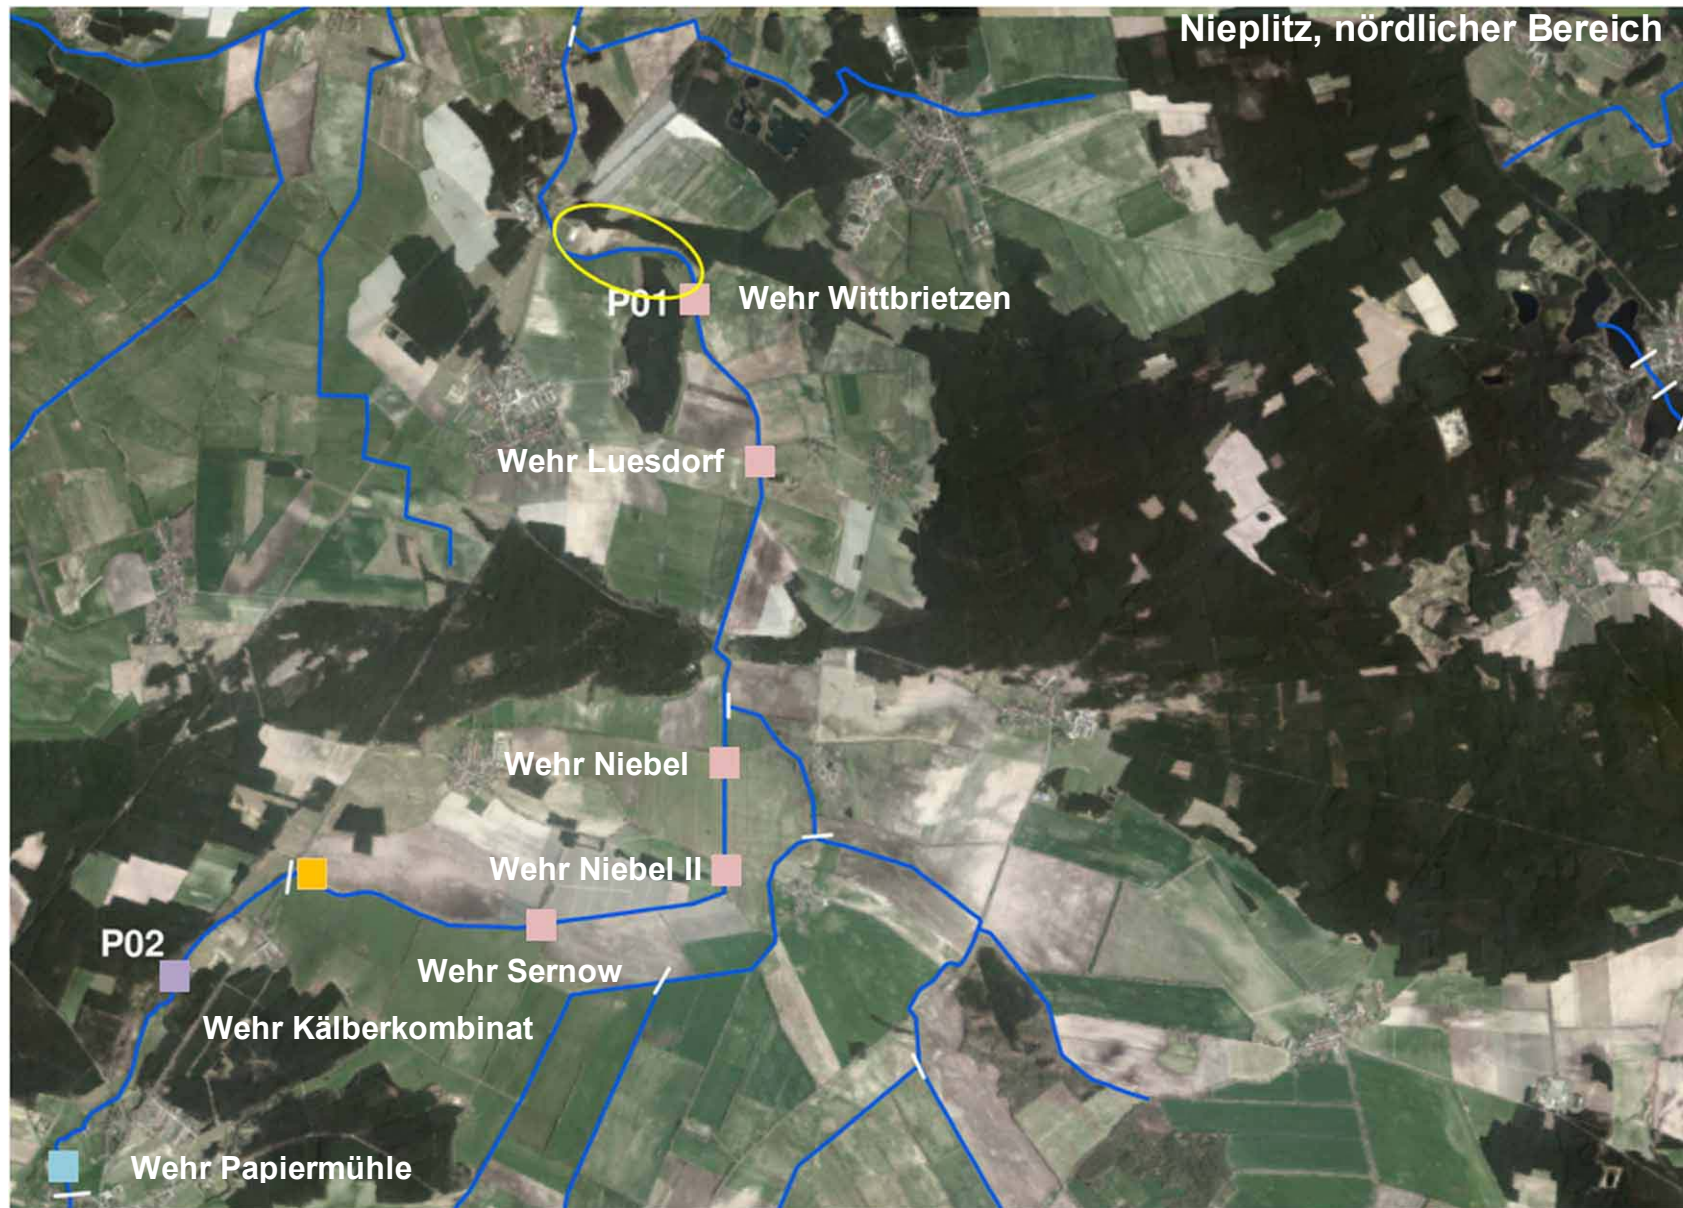 Nieplitz, nördlicher Bereich
P01
Wehr Wittbrietzen
Wehr Luesdorf
Wehr Niebel
Wehr Niebel II
P02
Wehr Sernow
Wehr Kälberkombinat
Wehr Papiermühle